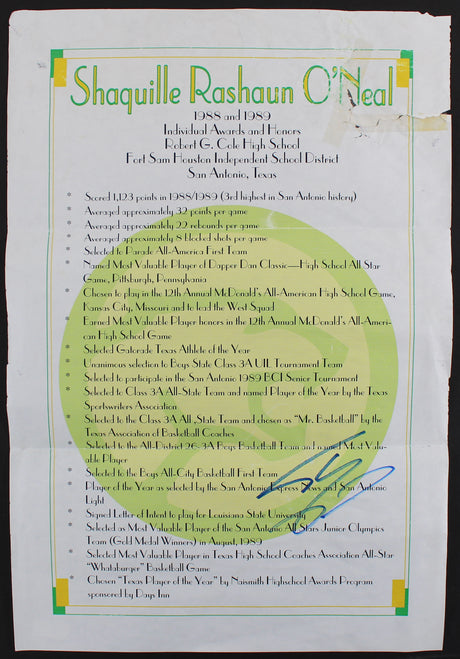 Shaquille Rashaun O'Neal
1988 and 1989
Individual Awards and Honors
Robert G. Cole High School
Fort Sam Houston Independent School District
San Antonio, Texas
* Scored 1,123 points in 1988/1989 (3rd highest in San Antonio history)
* Averaged approximately 32 points per game
* Averaged approximately 22 rebounds per game
* Averaged approximately 8 blocked shots per game
* Selected to Parade All-America First Team
* Named Most Valuable Player of Dapper Dan Classic—High School All Star
Game, Pittsburg, Pennsylvania
* Chosen to play in the 12th Annual McDonald's All-American High School Game,
Kansas City, Missouri and to lead the West Squad
* Earned Most Valuable Player honors in the 12th Annual McDonald's All-Ameri-
can High School Game
* Selected Gatorade Texas Athlete of the Year
* Unanimous selection to Boys State Class 3A UIL Tournament Team
* Selected to participate in the San Antonio 1989 BCI Senior Tournament
* Selected to Class 3A All-State Team and named Player of the Year by the Texas
Sportswriters Association
* Selected to the Class 3A All ,State Team and chosen as "Mr. Basketball" by the
Texas Association of Basketball Coaches
* Selected to the All-District 26-3A Boys Basketball Team and named Most Valu-
able Player
* Selected to the Boys All-City Basketball First Team
* Player of the Year as selected by the San Antonio Express News and San Antonio
Light
* Signed Letter of Intent to play for Louisiana State University
* Selected as Most Valuable Player of the San Antonio All Stars Junior Olympics
Team (Gold Medal Winners) in August, 1989
* Selected Most Valuable Player in Texas High School Coaches Association All-Star
"Whataburger" Basketball Game
* Chosen "Texas Player of the Year" by Naismith Highschool Awards Program
sponsored by Days Inn